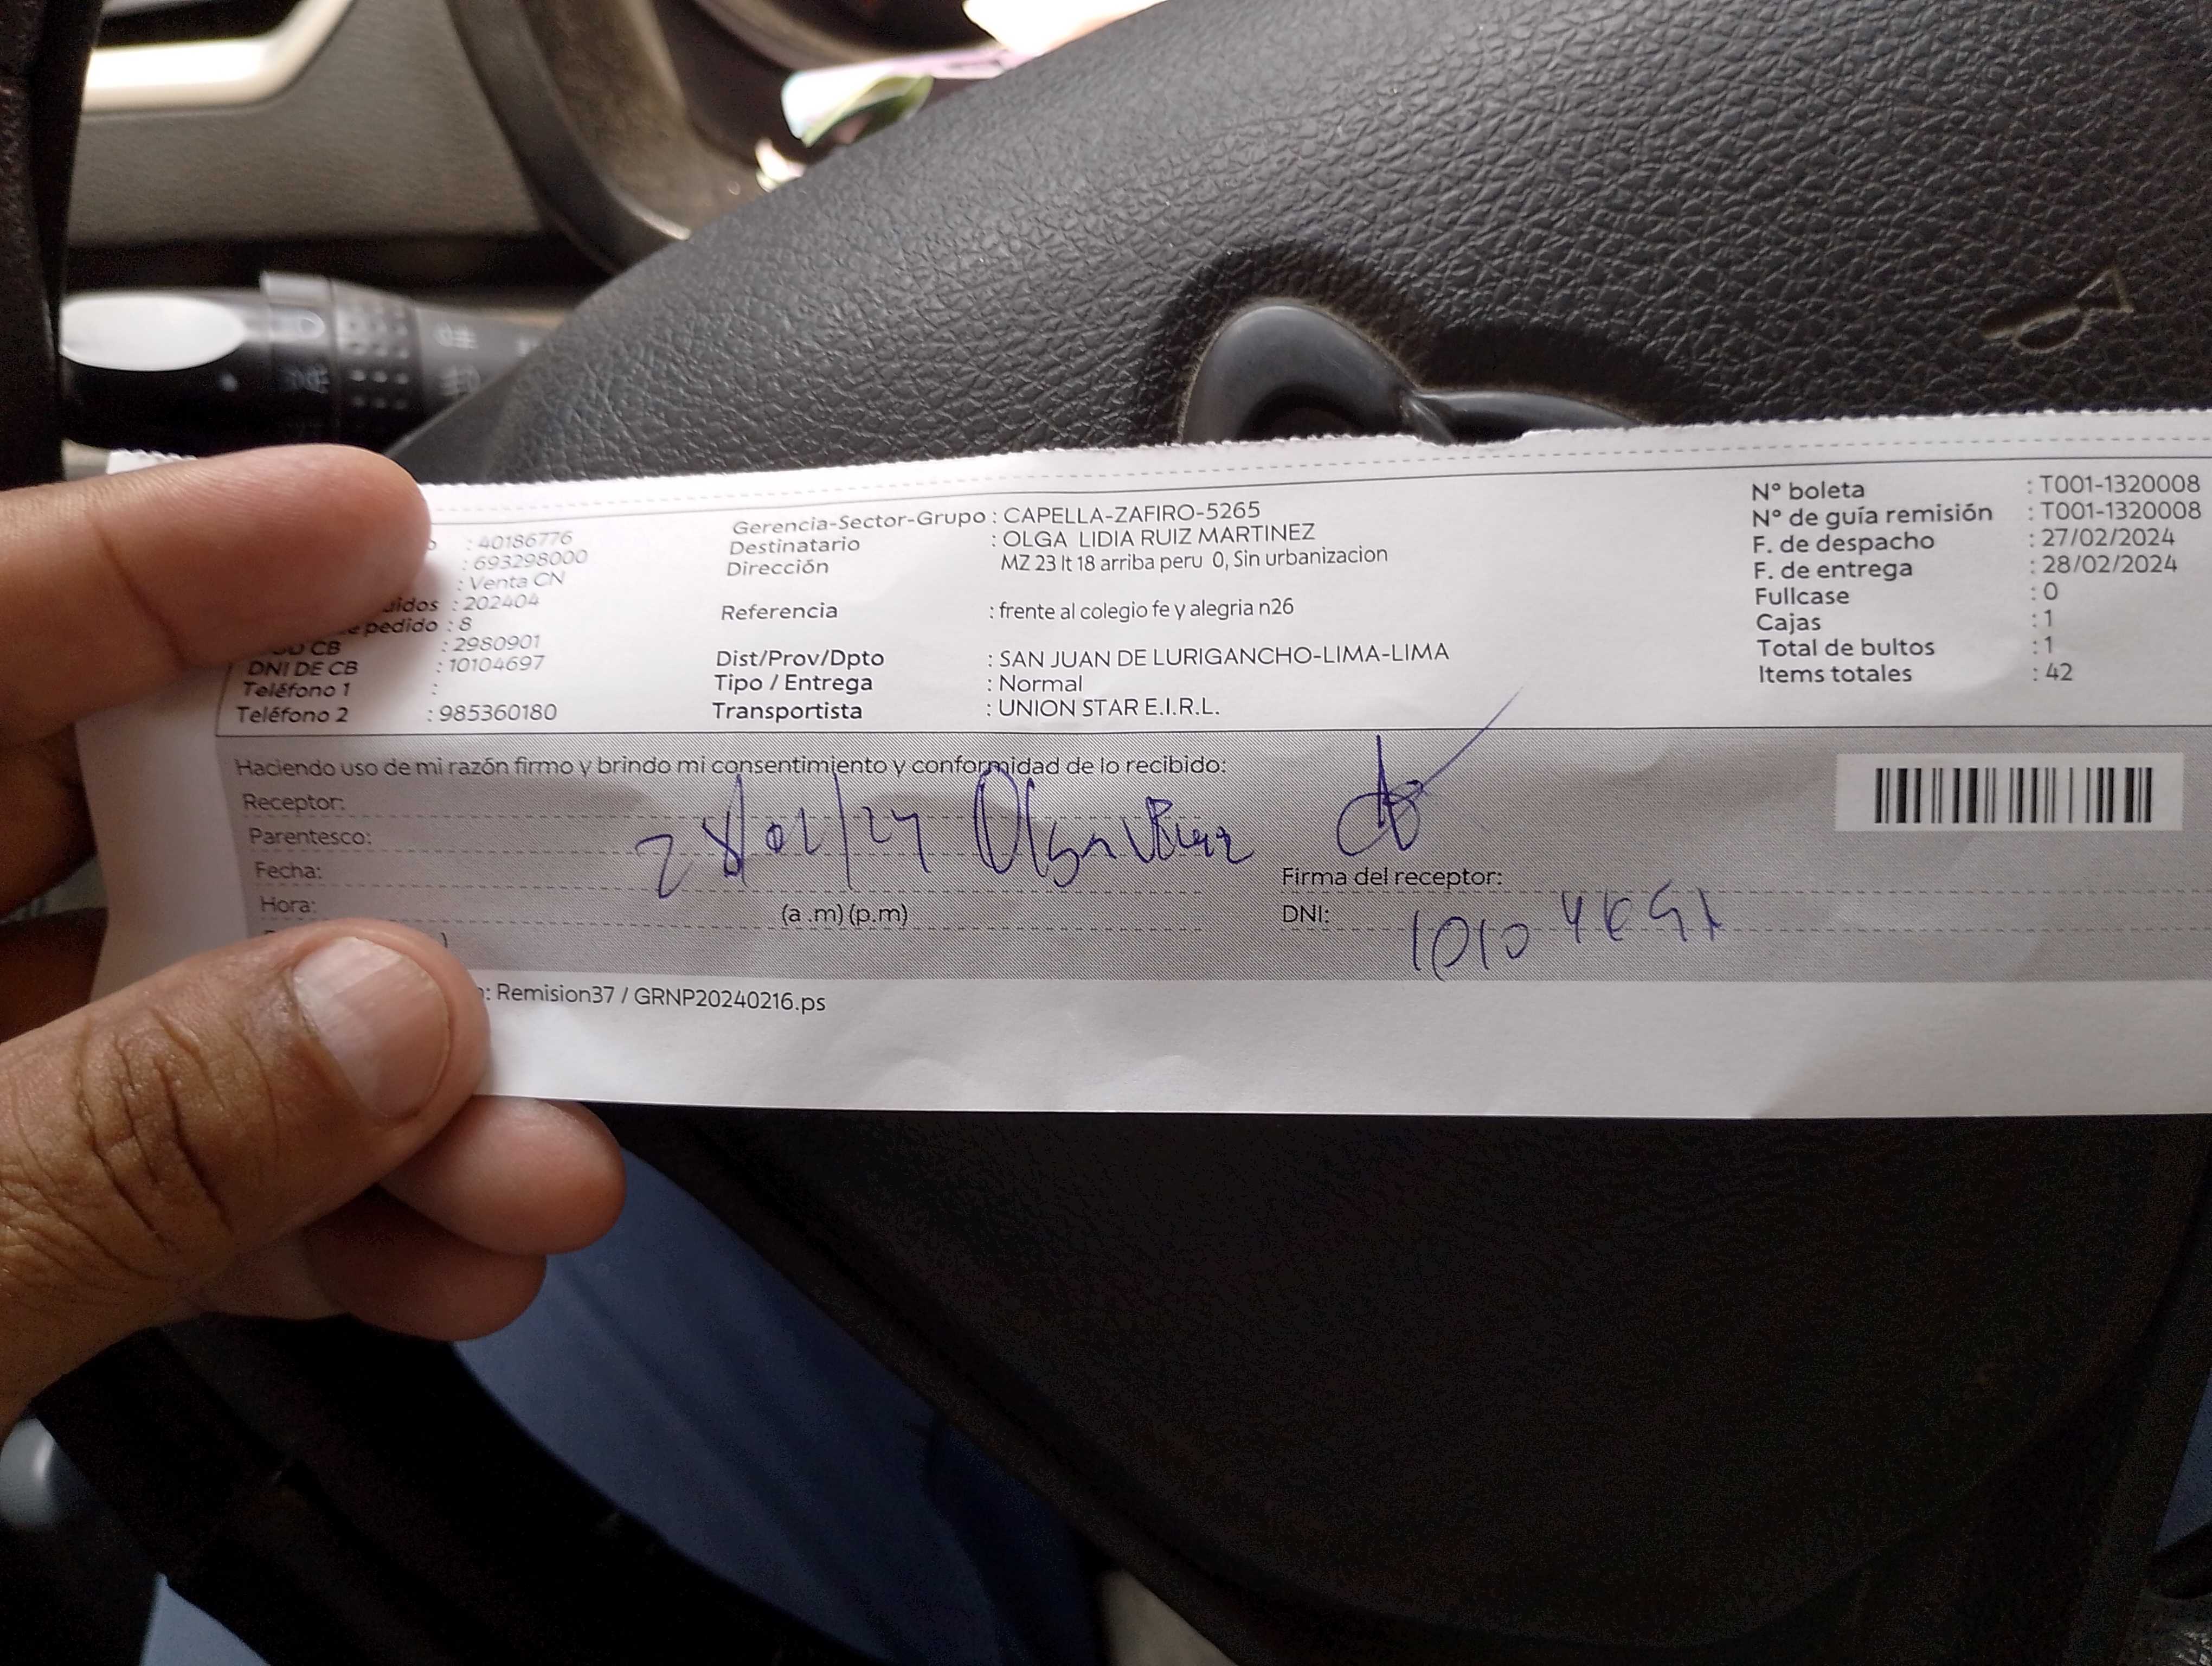 : 40186776
: 693298000
: Venta CN
idos : 202404
e pedido : 8
CB : 2980901
DNI DE CB : 10104697
Teléfono 1 :
Teléfono 2 : 985360180
Gerencia-Sector-Grupo : CAPELLA-ZAFIRO-5265
Destinatario : OLGA LIDIA RUIZ MARTINEZ
Dirección MZ 23 lt 18 arriba peru 0, Sin urbanizacion
Referencia : frente al colegio fe y alegria n26
Dist/Prov/Dpto : SAN JUAN DE LURIGANCHO-LIMA-LIMA
Tipo / Entrega : Normal
Transportista : UNION STAR E.I.R.L.
N° boleta : T001-1320008
N° de guía remisión : T001-1320008
F. de despacho : 27/02/2024
F. de entrega : 28/02/2024
Fullcase : 0
Cajas : 1
Total de bultos : 1
Items totales : 42
Haciendo uso de mi razón firmo y brindo mi consentimiento y conformidad de lo recibido:
Receptor:
Parentesco:
Fecha:
28/02/24 Olga Ruiz
Hora: (a .m) (p.m)
Firma del receptor:
DNI: 10104697
: Remision37 / GRNP20240216.ps